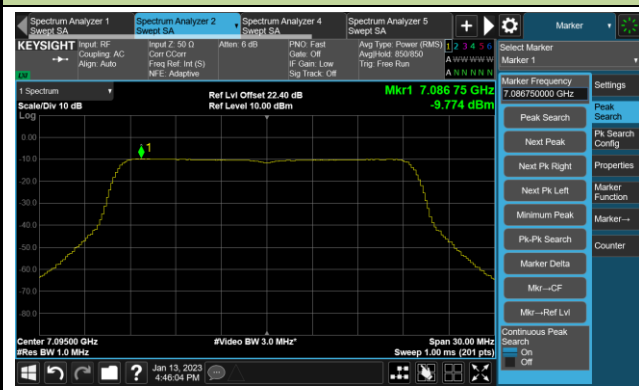 Spectrum Analyzer 1
Swept SA
Spectrum Analyzer 2
Swept SA
Spectrum Analyzer 4
Swept SA
Spectrum Analyzer 5
Swept SA
Marker
KEYSIGHT
Input: RF
Coupling: AC
Align: Auto
Input Z: 50 Ω
Corr CCorr
Freq Ref: Int (S)
NFE: Adaptive
Atten: 6 dB
PNO: Fast
Gate: Off
IF Gain: Low
Sig Track: Off
Avg Type: Power (RMS)
Avg|Hold: 850/850
Trig: Free Run
1 2 3 4 5 6
A W W W W W
A N N N N N
Select Marker
Marker 1
1 Spectrum
Scale/Div 10 dB
Log
Ref Lvl Offset 22.40 dB
Ref Level 10.00 dBm
Mkr1 7.086 75 GHz
-9.774 dBm
0.00
-10.0
-20.0
-30.0
-40.0
-50.0
-60.0
-70.0
-80.0
1
Center 7.09500 GHz
#Res BW 1.0 MHz
#Video BW 3.0 MHz*
Span 30.00 MHz
Sweep 1.00 ms (201 pts)
Marker Frequency
7.086750000 GHz
Peak Search
Next Peak
Next Pk Right
Next Pk Left
Minimum Peak
Pk-Pk Search
Marker Delta
Mkr→CF
Mkr→Ref Lvl
Continuous Peak
Search
On
Off
Settings
Peak
Search
Pk Search
Config
Properties
Marker
Function
Marker→
Counter
Jan 13, 2023
4:46:04 PM